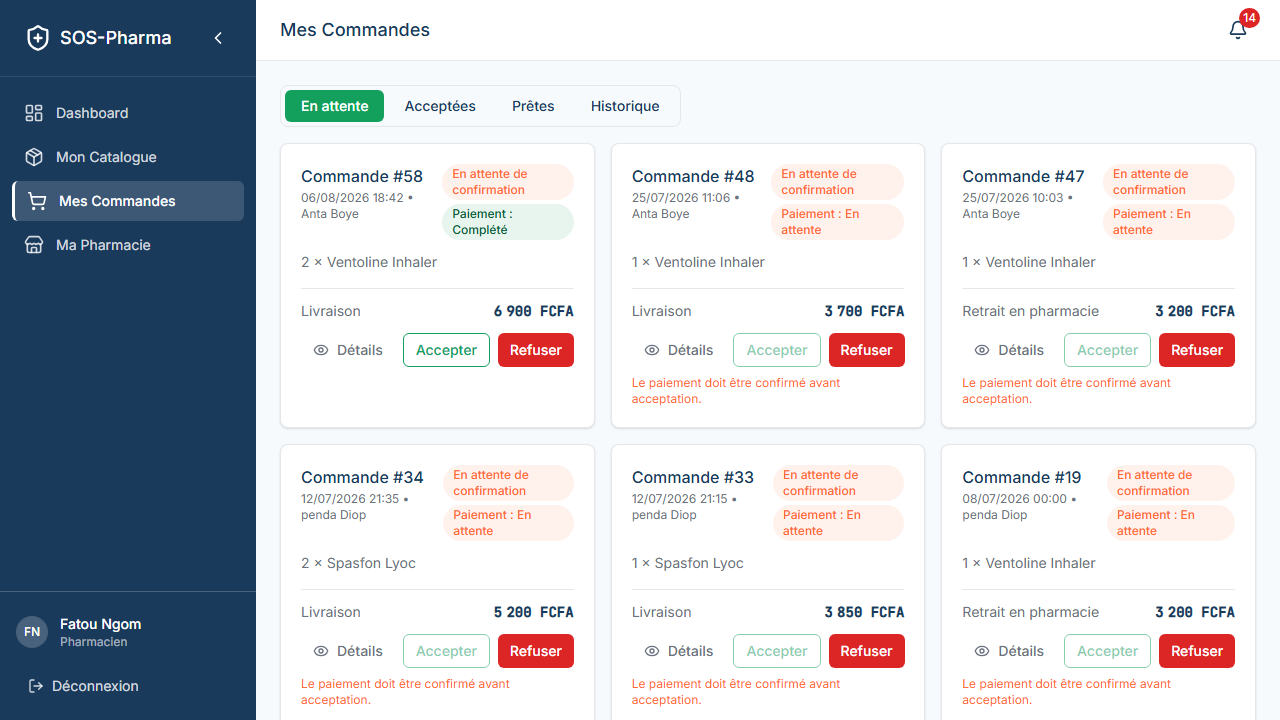 SOS-Pharma
Dashboard
Mon Catalogue
Mes Commandes
Ma Pharmacie
FN
Fatou Ngom
Pharmacien
Déconnexion
Mes Commandes
14
En attente
Acceptées
Prêtes
Historique
Commande #58
06/08/2026 18:42 •
Anta Boye
En attente de
confirmation
Paiement :
Complété
2 × Ventoline Inhaler
Livraison
6 900 FCFA
Détails
Accepter
Refuser
Commande #48
25/07/2026 11:06 •
Anta Boye
En attente de
confirmation
Paiement : En
attente
1 × Ventoline Inhaler
Livraison
3 700 FCFA
Détails
Accepter
Refuser
Le paiement doit être confirmé avant
acceptation.
Commande #47
25/07/2026 10:03 •
Anta Boye
En attente de
confirmation
Paiement : En
attente
1 × Ventoline Inhaler
Retrait en pharmacie
3 200 FCFA
Détails
Accepter
Refuser
Le paiement doit être confirmé avant
acceptation.
Commande #34
12/07/2026 21:35 •
penda Diop
En attente de
confirmation
Paiement : En
attente
2 × Spasfon Lyoc
Livraison
5 200 FCFA
Détails
Accepter
Refuser
Le paiement doit être confirmé avant
acceptation.
Commande #33
12/07/2026 21:15 •
penda Diop
En attente de
confirmation
Paiement : En
attente
1 × Spasfon Lyoc
Livraison
3 850 FCFA
Détails
Accepter
Refuser
Le paiement doit être confirmé avant
acceptation.
Commande #19
08/07/2026 00:00 •
penda Diop
En attente de
confirmation
Paiement : En
attente
1 × Ventoline Inhaler
Retrait en pharmacie
3 200 FCFA
Détails
Accepter
Refuser
Le paiement doit être confirmé avant
acceptation.